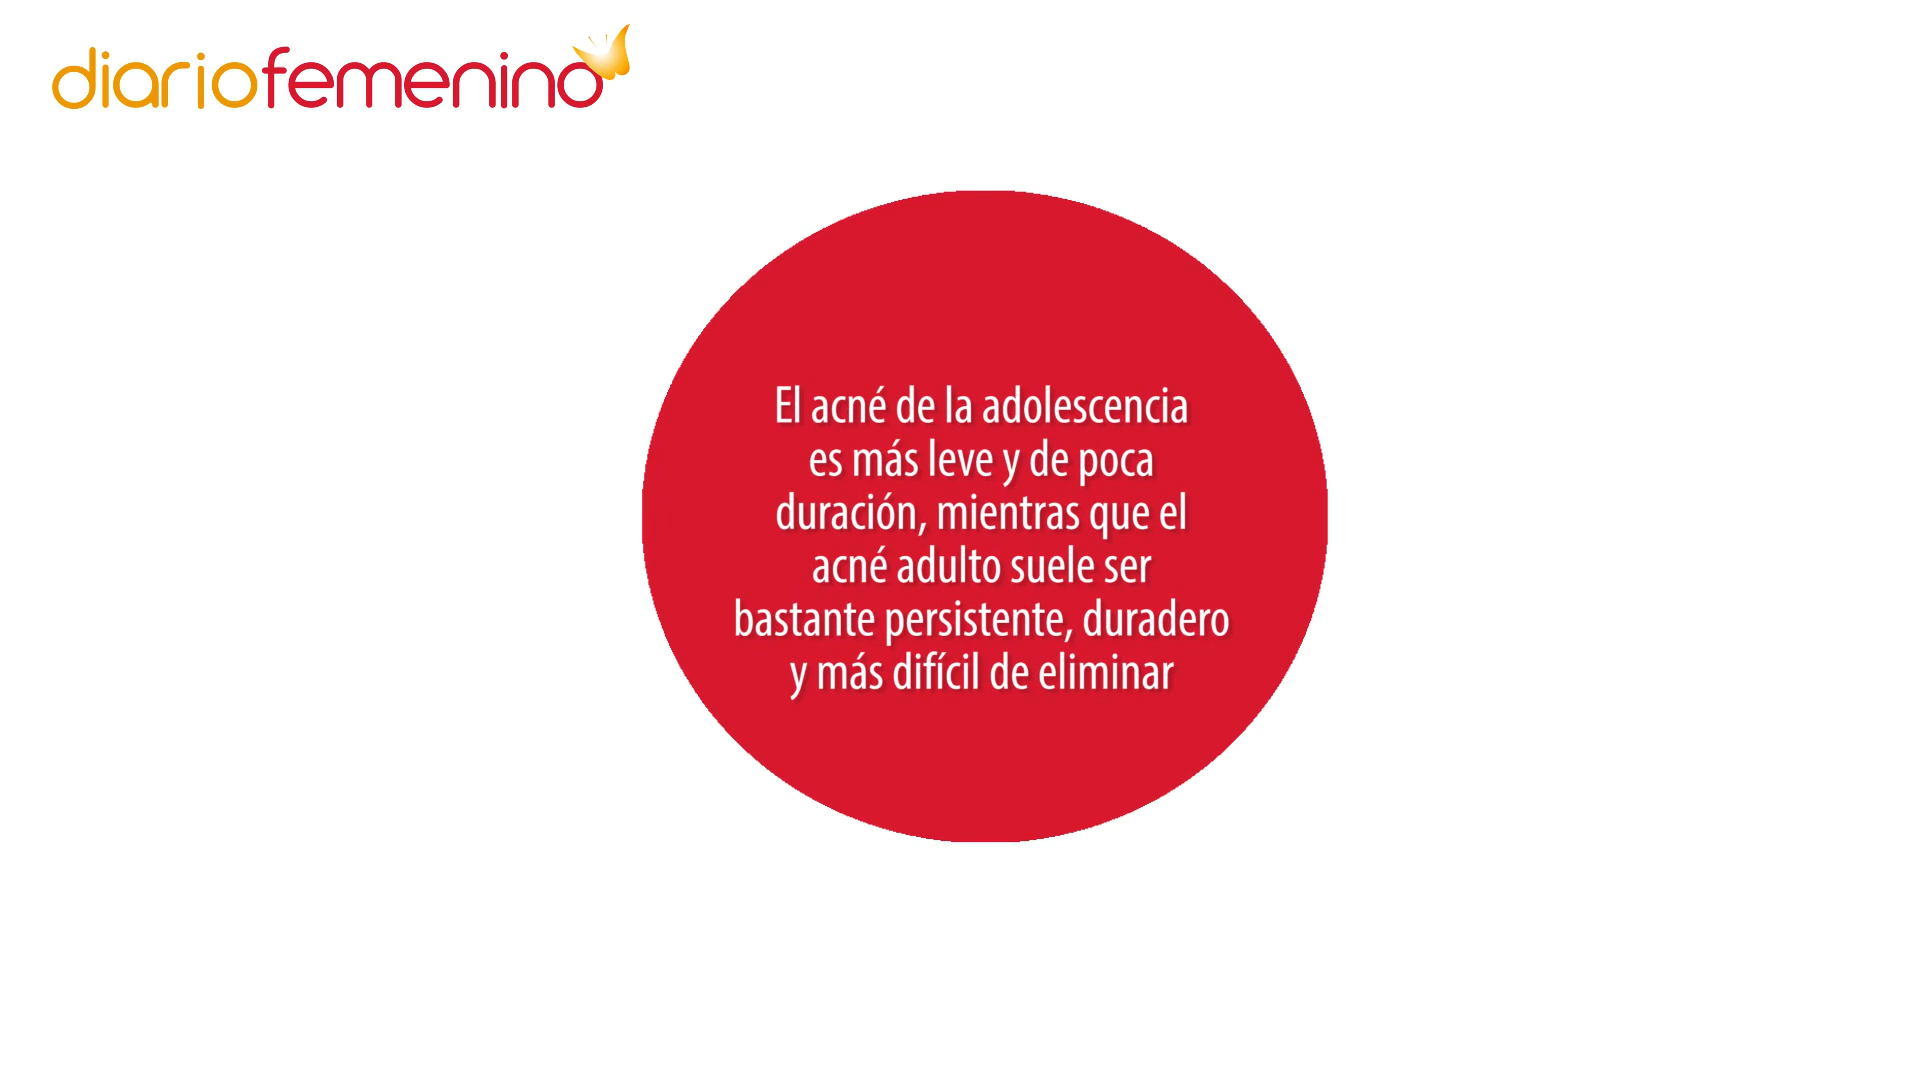 diariofemenino
El acné de la adolescencia
es más leve y de poca
duración, mientras que el
acné adulto suele ser
bastante persistente, duradero
y más difícil de eliminar